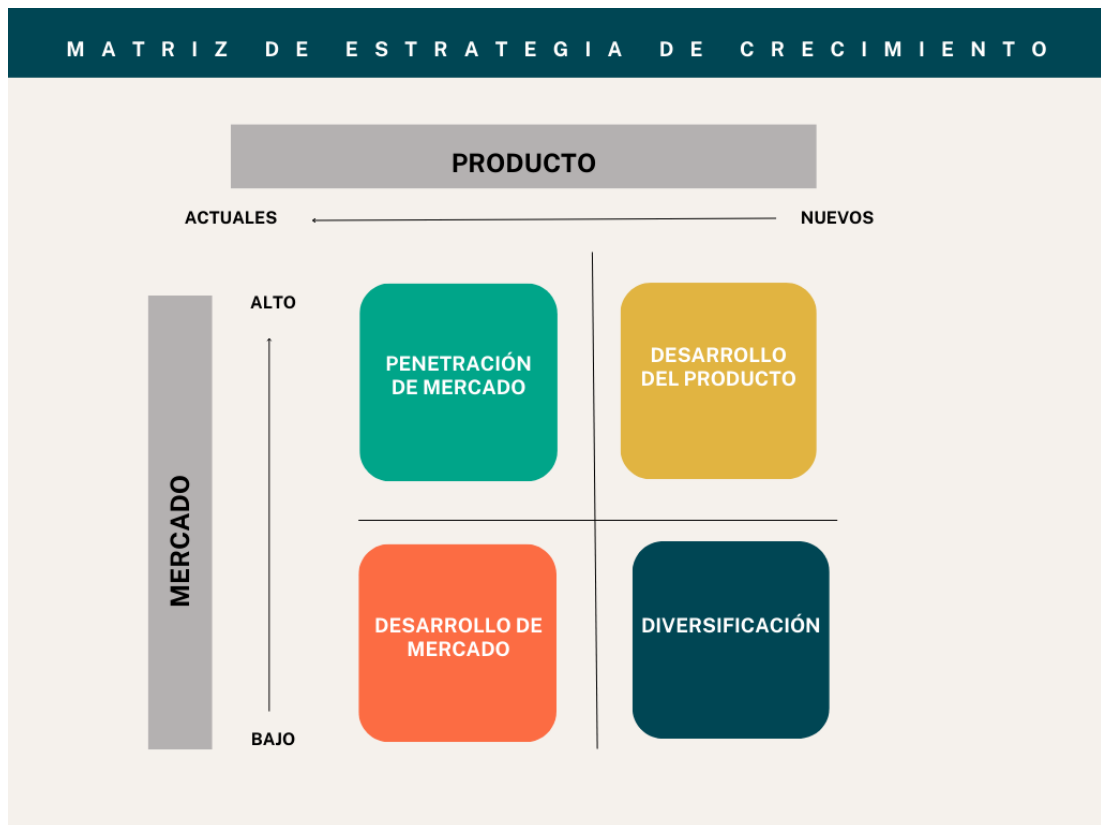 MATRIZ DE ESTRATEGIA DE CRECIMIENTO
PRODUCTO
ACTUALES
NUEVOS
ALTO
PENETRACIÓN
DE MERCADO
DESARROLLO
DEL PRODUCTO
MERCADO
DESARROLLO DE
MERCADO
DIVERSIFICACIÓN
BAJO